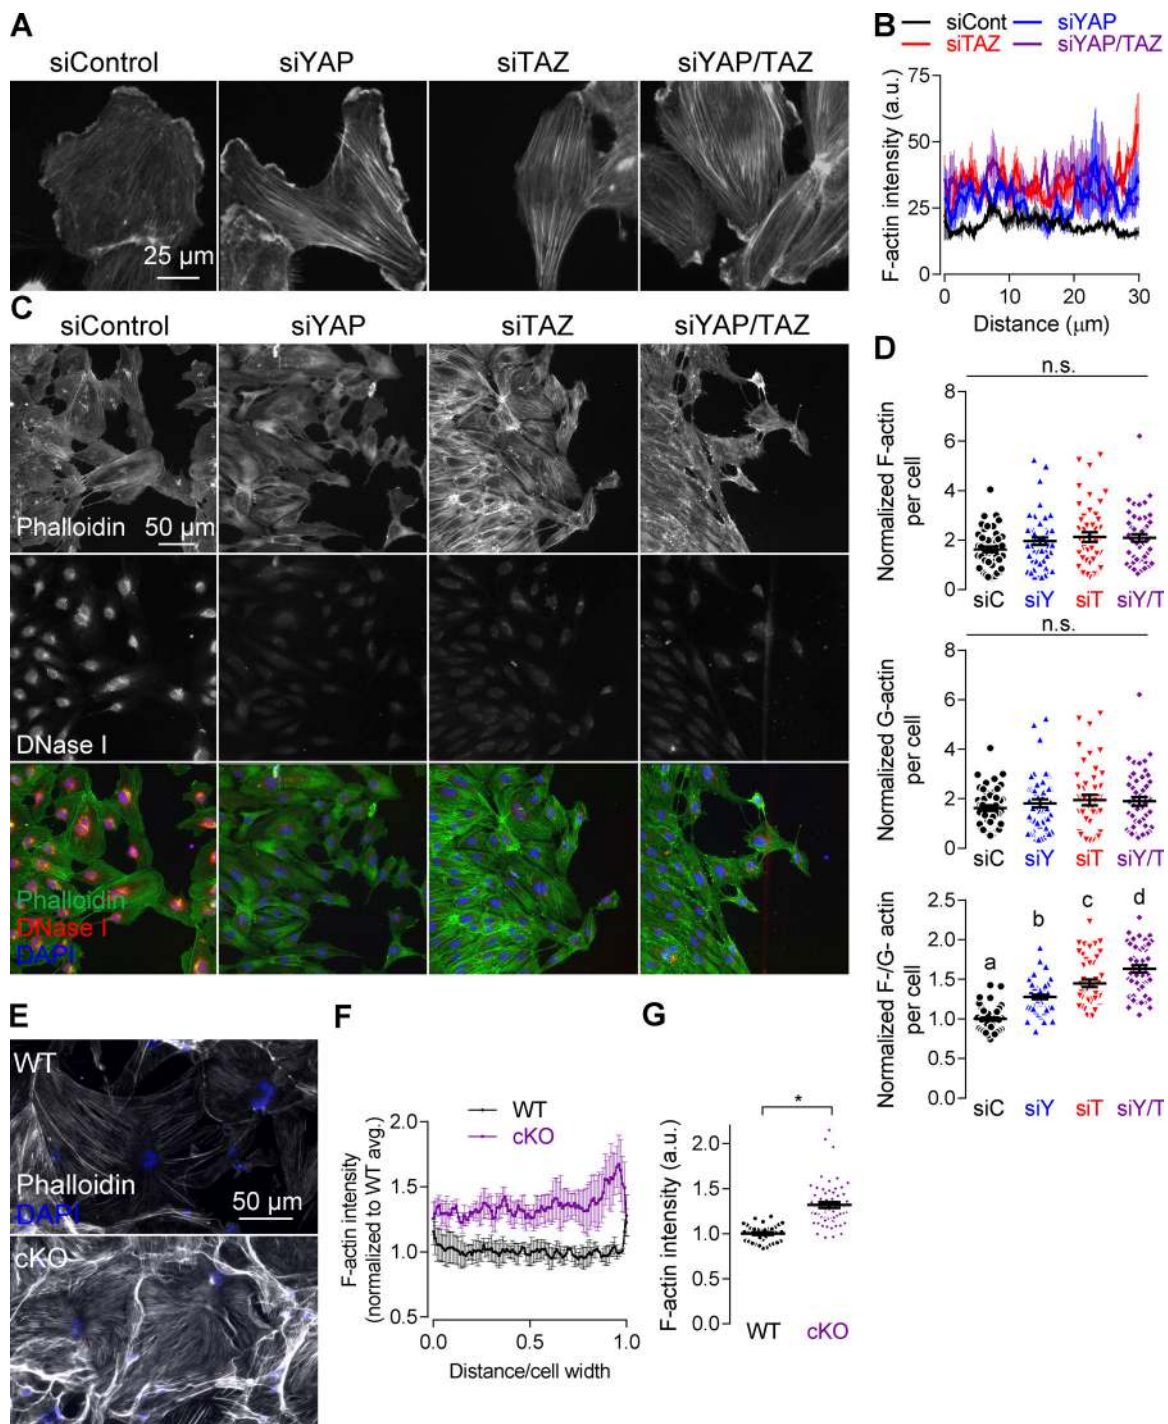 A
siControl
siYAP
siTAZ
siYAP/TAZ
25 µm
B
siCont
siYAP
siTAZ
siYAP/TAZ
F-actin intensity (a.u.)
75
50
25
0
0
10
20
30
Distance (µm)
C
siControl
siYAP
siTAZ
siYAP/TAZ
Phalloidin
50 µm
DNase I
Phalloidin
DNase I
DAPI
D
n.s.
Normalized F-actin
per cell
8
6
4
2
0
siC
siY
siT
siY/T
n.s.
Normalized G-actin
per cell
8
6
4
2
0
siC
siY
siT
siY/T
Normalized F-/G- actin
per cell
2.5
2.0
1.5
1.0
0.5
0.0
a
b
c
d
siC
siY
siT
siY/T
E
WT
Phalloidin
DAPI
50 µm
cKO
F
WT
cKO
F-actin intensity
(normalized to WT avg.)
2.0
1.5
1.0
0.5
0.0
0.5
1.0
Distance/cell width
G
*
F-actin intensity (a.u.)
2.0
1.5
1.0
0.5
0.0
WT
cKO